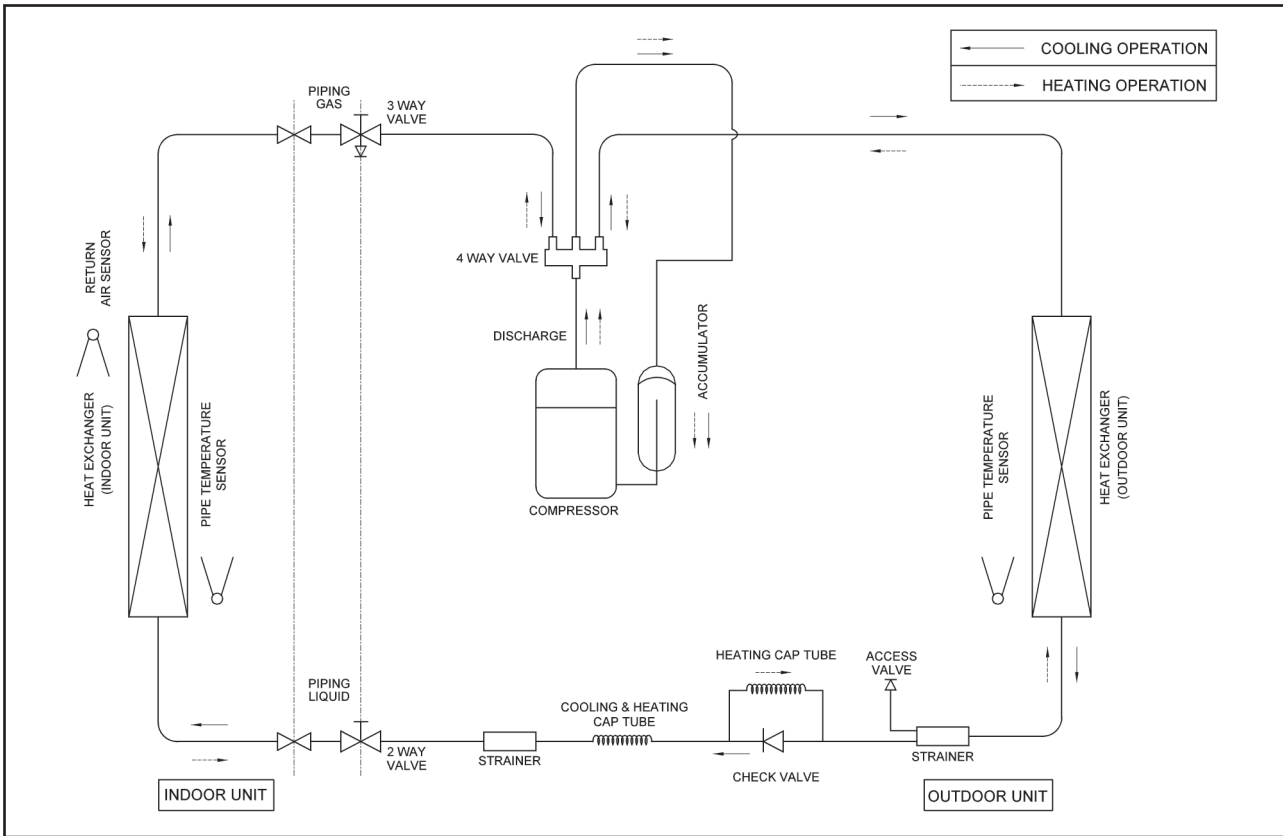 COOLING OPERATION
HEATING OPERATION
PIPING
GAS
3 WAY
VALVE
RETURN
AIR SENSOR
4 WAY VALVE
DISCHARGE
ACCUMULATOR
HEAT EXCHANGER
(INDOOR UNIT)
PIPE TEMPERATURE
SENSOR
COMPRESSOR
PIPE TEMPERATURE
SENSOR
HEAT EXCHANGER
(OUTDOOR UNIT)
PIPING
LIQUID
2 WAY
VALVE
STRAINER
COOLING & HEATING
CAP TUBE
HEATING CAP TUBE
CHECK VALVE
ACCESS
VALVE
STRAINER
INDOOR UNIT
OUTDOOR UNIT